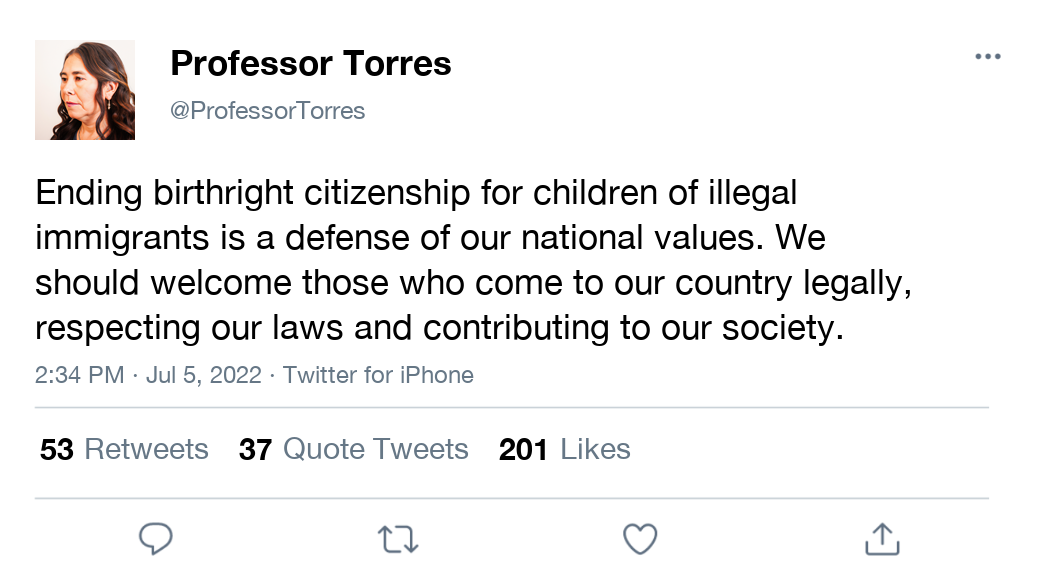 Professor Torres
@ProfessorTorres
Ending birthright citizenship for children of illegal
immigrants is a defense of our national values. We
should welcome those who come to our country legally,
respecting our laws and contributing to our society.
2:34 PM · Jul 5, 2022 · Twitter for iPhone
53 Retweets 37 Quote Tweets 201 Likes